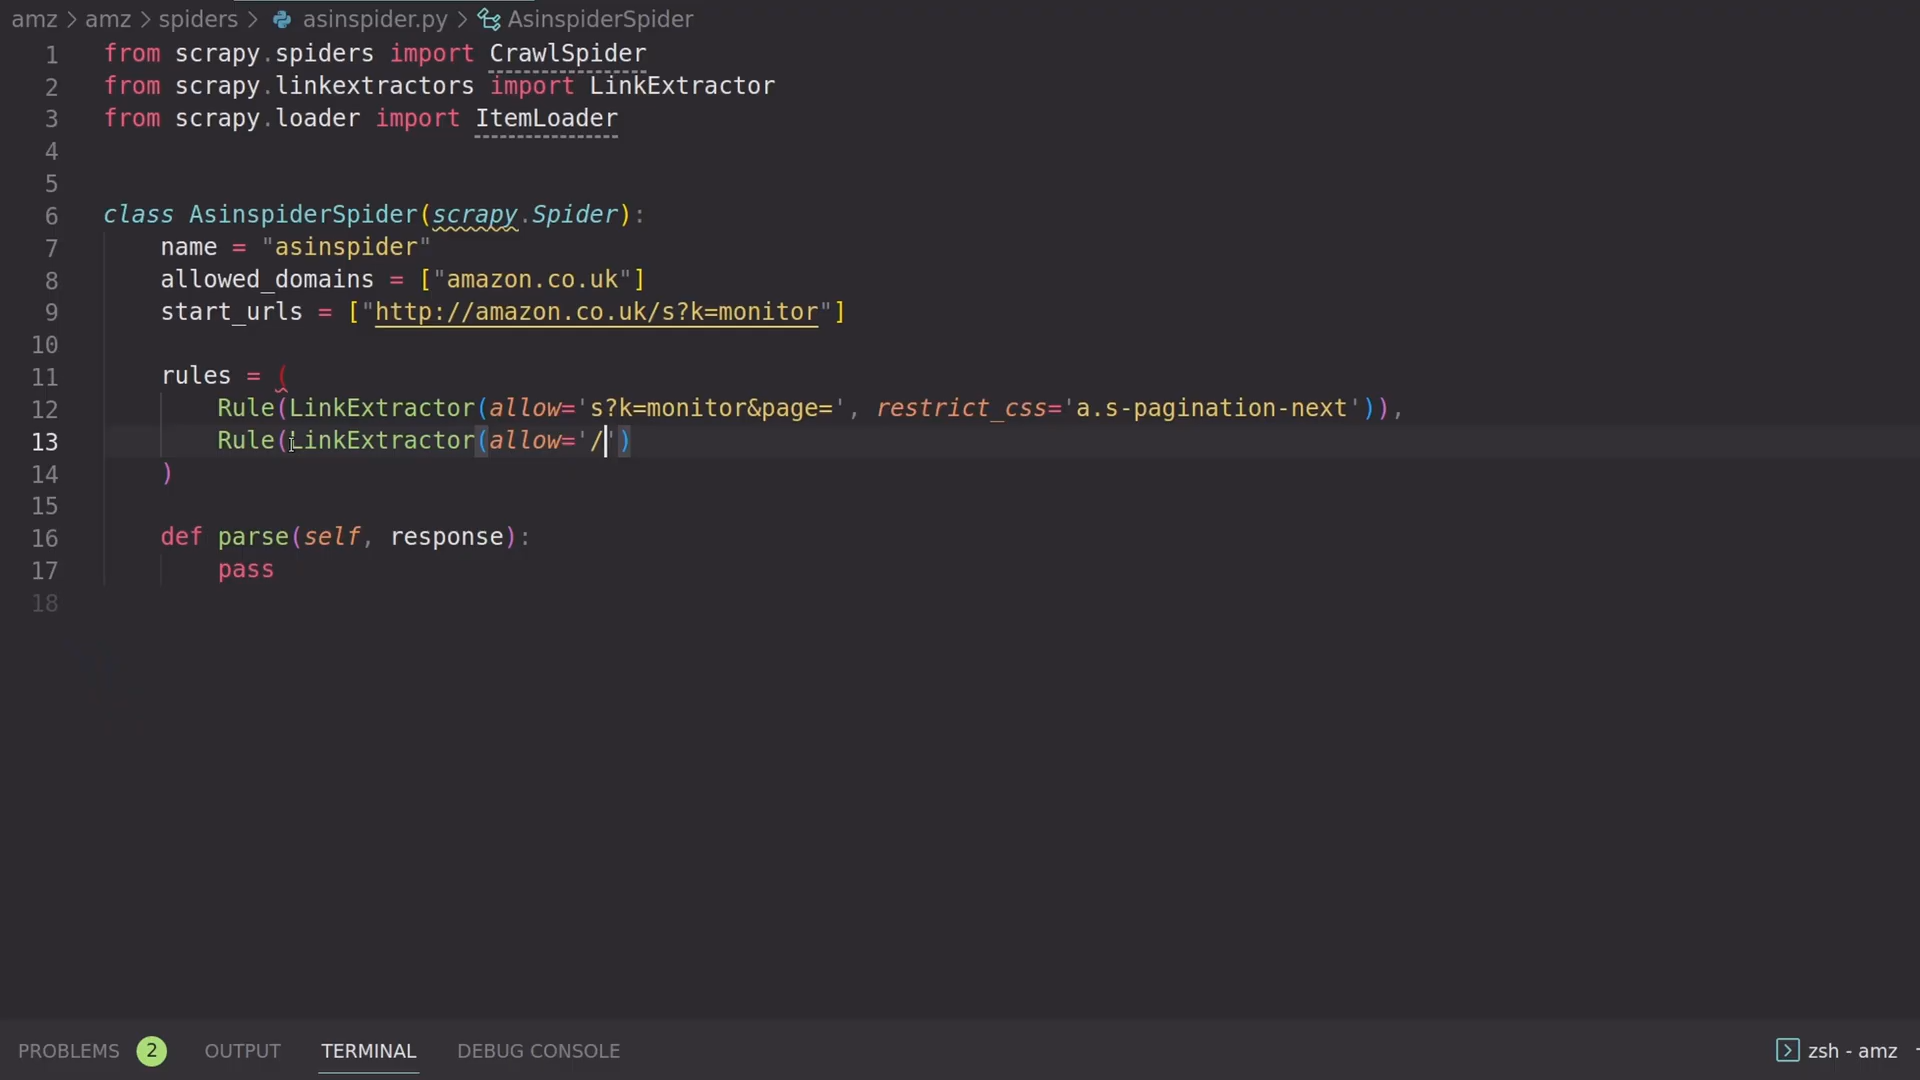 amz > amz > spiders > asinspider.py > AsinspiderSpider
1 from scrapy.spiders import CrawlSpider
2 from scrapy.linkextractors import LinkExtractor
3 from scrapy.loader import ItemLoader
4
5
6 class AsinspiderSpider(scrapy.Spider):
7     name = "asinspider"
8     allowed_domains = ["amazon.co.uk"]
9     start_urls = ["http://amazon.co.uk/s?k=monitor"]
10
11     rules = (
12         Rule(LinkExtractor(allow='s?k=monitor&page=', restrict_css='a.s-pagination-next')),
13         Rule(LinkExtractor(allow='/')
14     )
15
16     def parse(self, response):
17         pass
18
PROBLEMS 2 OUTPUT TERMINAL DEBUG CONSOLE zsh - amz